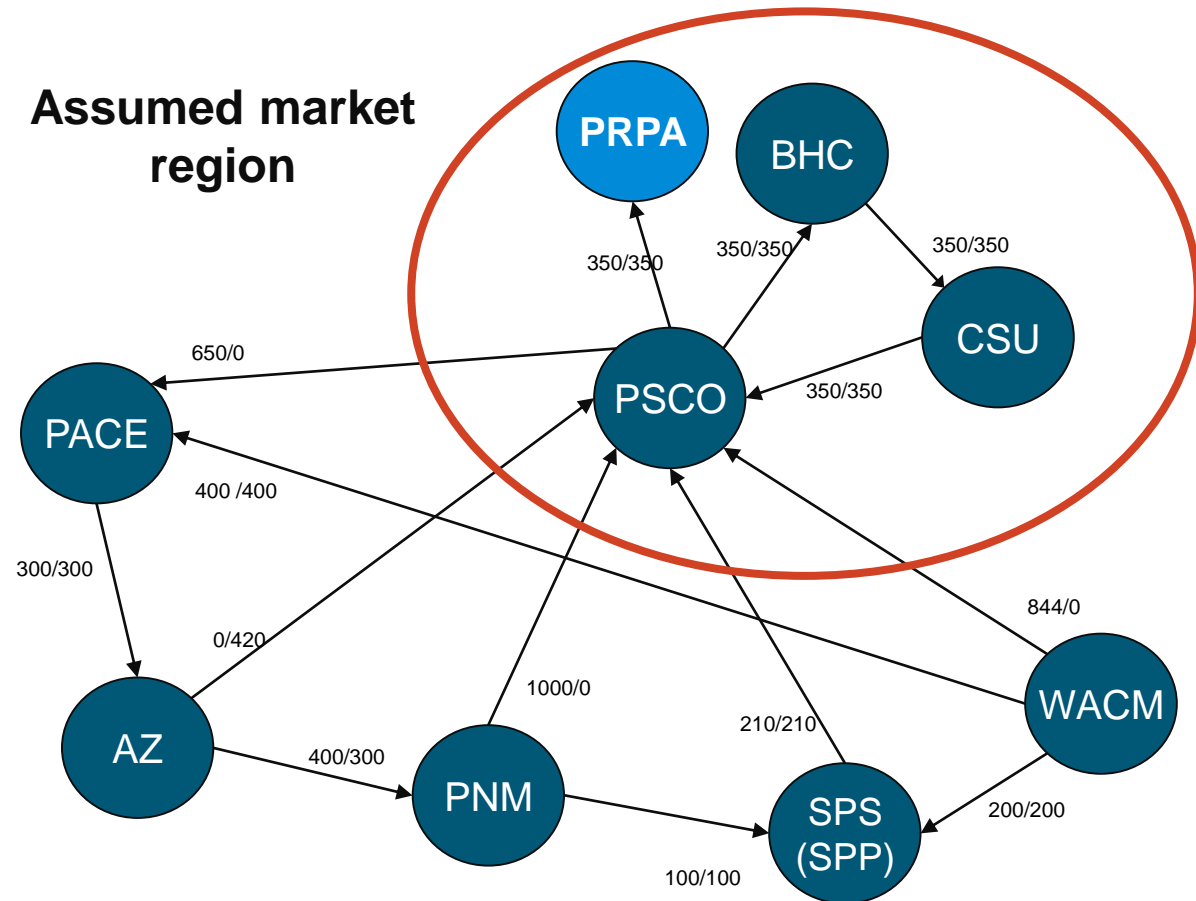 Assumed market
region
PRPA
BHC
350/350
350/350
350/350
CSU
650/0
PSCO
350/350
PACE
400 /400
300/300
844/0
0/420
1000/0
210/210
WACM
AZ
400/300
PNM
SPS
(SPP)
200/200
100/100